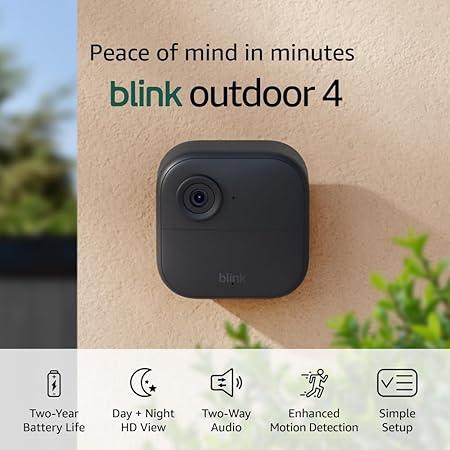 Peace of mind in minutes
blink outdoor 4
blink
Two-Year
Battery Life
Day + Night
HD View
Two-Way
Audio
Enhanced
Motion Detection
Simple
Setup